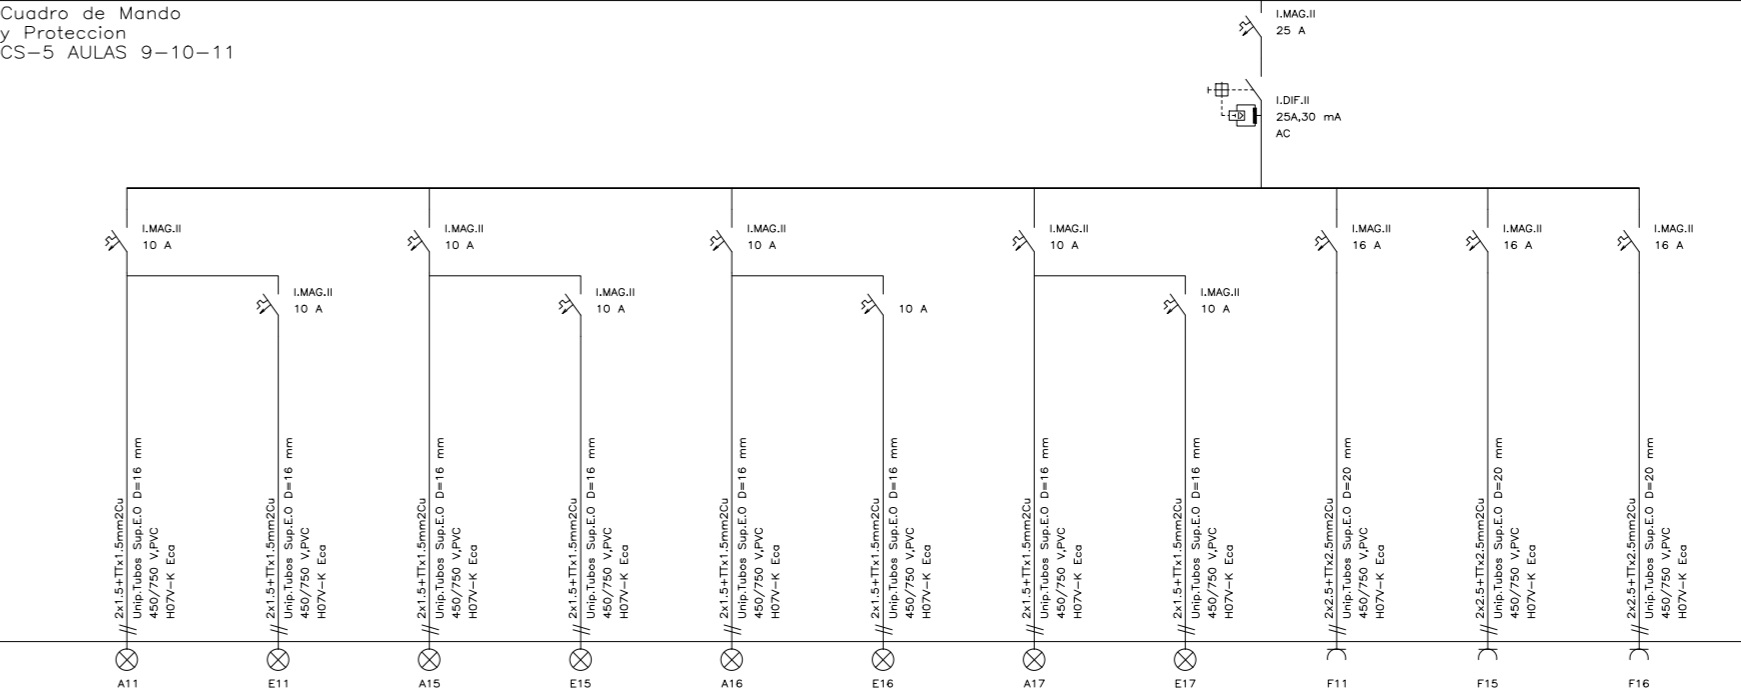 Cuadro de Mando
y Proteccion
CS-5 AULAS 9-10-11
I.MAG.II
25 A
I.DIF.II
25A,30 mA
AC
I.MAG.II
10 A
I.MAG.II
10 A
I.MAG.II
10 A
I.MAG.II
10 A
I.MAG.II
16 A
I.MAG.II
16 A
I.MAG.II
16 A
I.MAG.II
10 A
I.MAG.II
10 A
10 A
I.MAG.II
10 A
2x1.5+TTx1.5mm2Cu
Unip.Tubos Sup.E.O D=16 mm
450/750 V,PVC
H07V-K Eca
2x1.5+TTx1.5mm2Cu
Unip.Tubos Sup.E.O D=16 mm
450/750 V,PVC
H07V-K Eca
2x1.5+TTx1.5mm2Cu
Unip.Tubos Sup.E.O D=16 mm
450/750 V,PVC
H07V-K Eca
2x1.5+TTx1.5mm2Cu
Unip.Tubos Sup.E.O D=16 mm
450/750 V,PVC
H07V-K Eca
2x1.5+TTx1.5mm2Cu
Unip.Tubos Sup.E.O D=16 mm
450/750 V,PVC
H07V-K Eca
2x1.5+TTx1.5mm2Cu
Unip.Tubos Sup.E.O D=16 mm
450/750 V,PVC
H07V-K Eca
2x1.5+TTx1.5mm2Cu
Unip.Tubos Sup.E.O D=16 mm
450/750 V,PVC
H07V-K Eca
2x1.5+TTx1.5mm2Cu
Unip.Tubos Sup.E.O D=16 mm
450/750 V,PVC
H07V-K Eca
2x2.5+TTx2.5mm2Cu
Unip.Tubos Sup.E.O D=20 mm
450/750 V,PVC
H07V-K Eca
2x2.5+TTx2.5mm2Cu
Unip.Tubos Sup.E.O D=20 mm
450/750 V,PVC
H07V-K Eca
2x2.5+TTx2.5mm2Cu
Unip.Tubos Sup.E.O D=20 mm
450/750 V,PVC
H07V-K Eca
A11
E11
A15
E15
A16
E16
A17
E17
F11
F15
F16